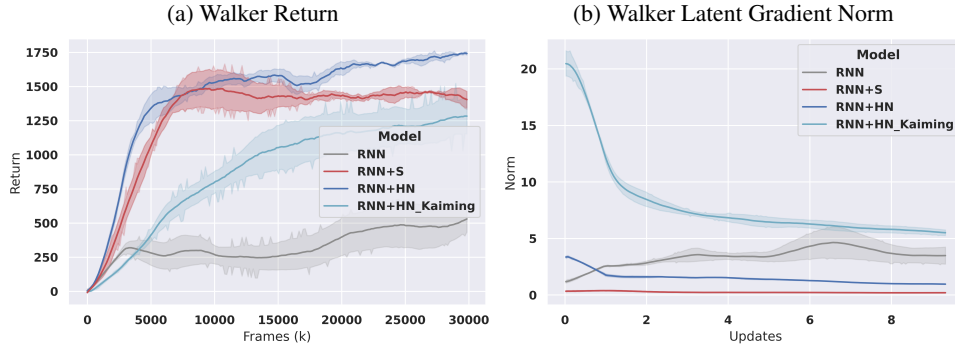 (a) Walker Return
1750
1500
1250
1000
750
500
250
0
Return
0 5000 10000 15000 20000 25000 30000
Frames (k)
Model
RNN
RNN+S
RNN+HN
RNN+HN_Kaiming
(b) Walker Latent Gradient Norm
20
15
10
5
0
Norm
0 2 4 6 8
Updates
Model
RNN
RNN+S
RNN+HN
RNN+HN_Kaiming